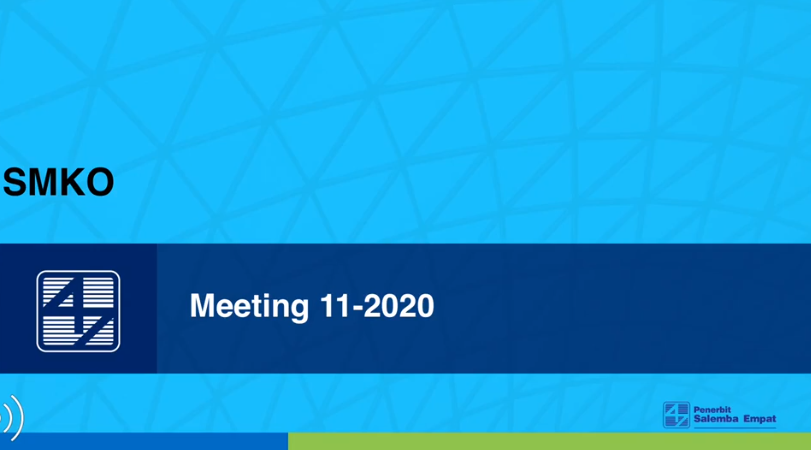 SMKO
Meeting 11-2020
Penerbit
Salemba Empat